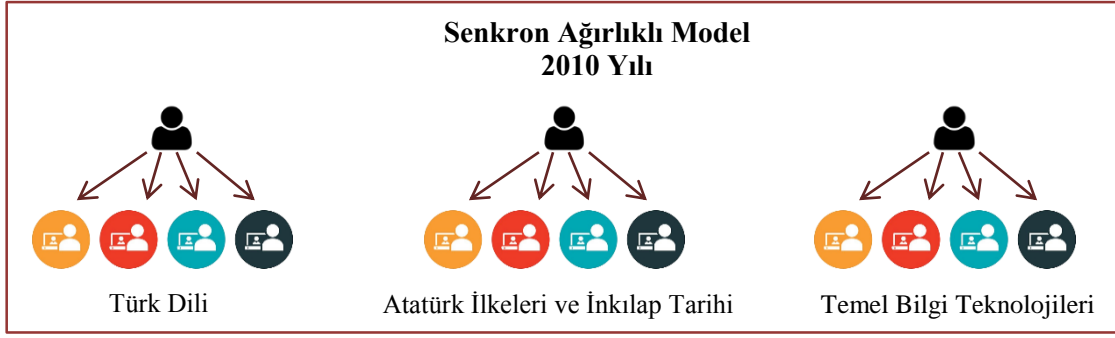 Senkron Ağırlıklı Model
2010 Yılı
Türk Dili
Atatürk İlkeleri ve İnkılap Tarihi
Temel Bilgi Teknolojileri